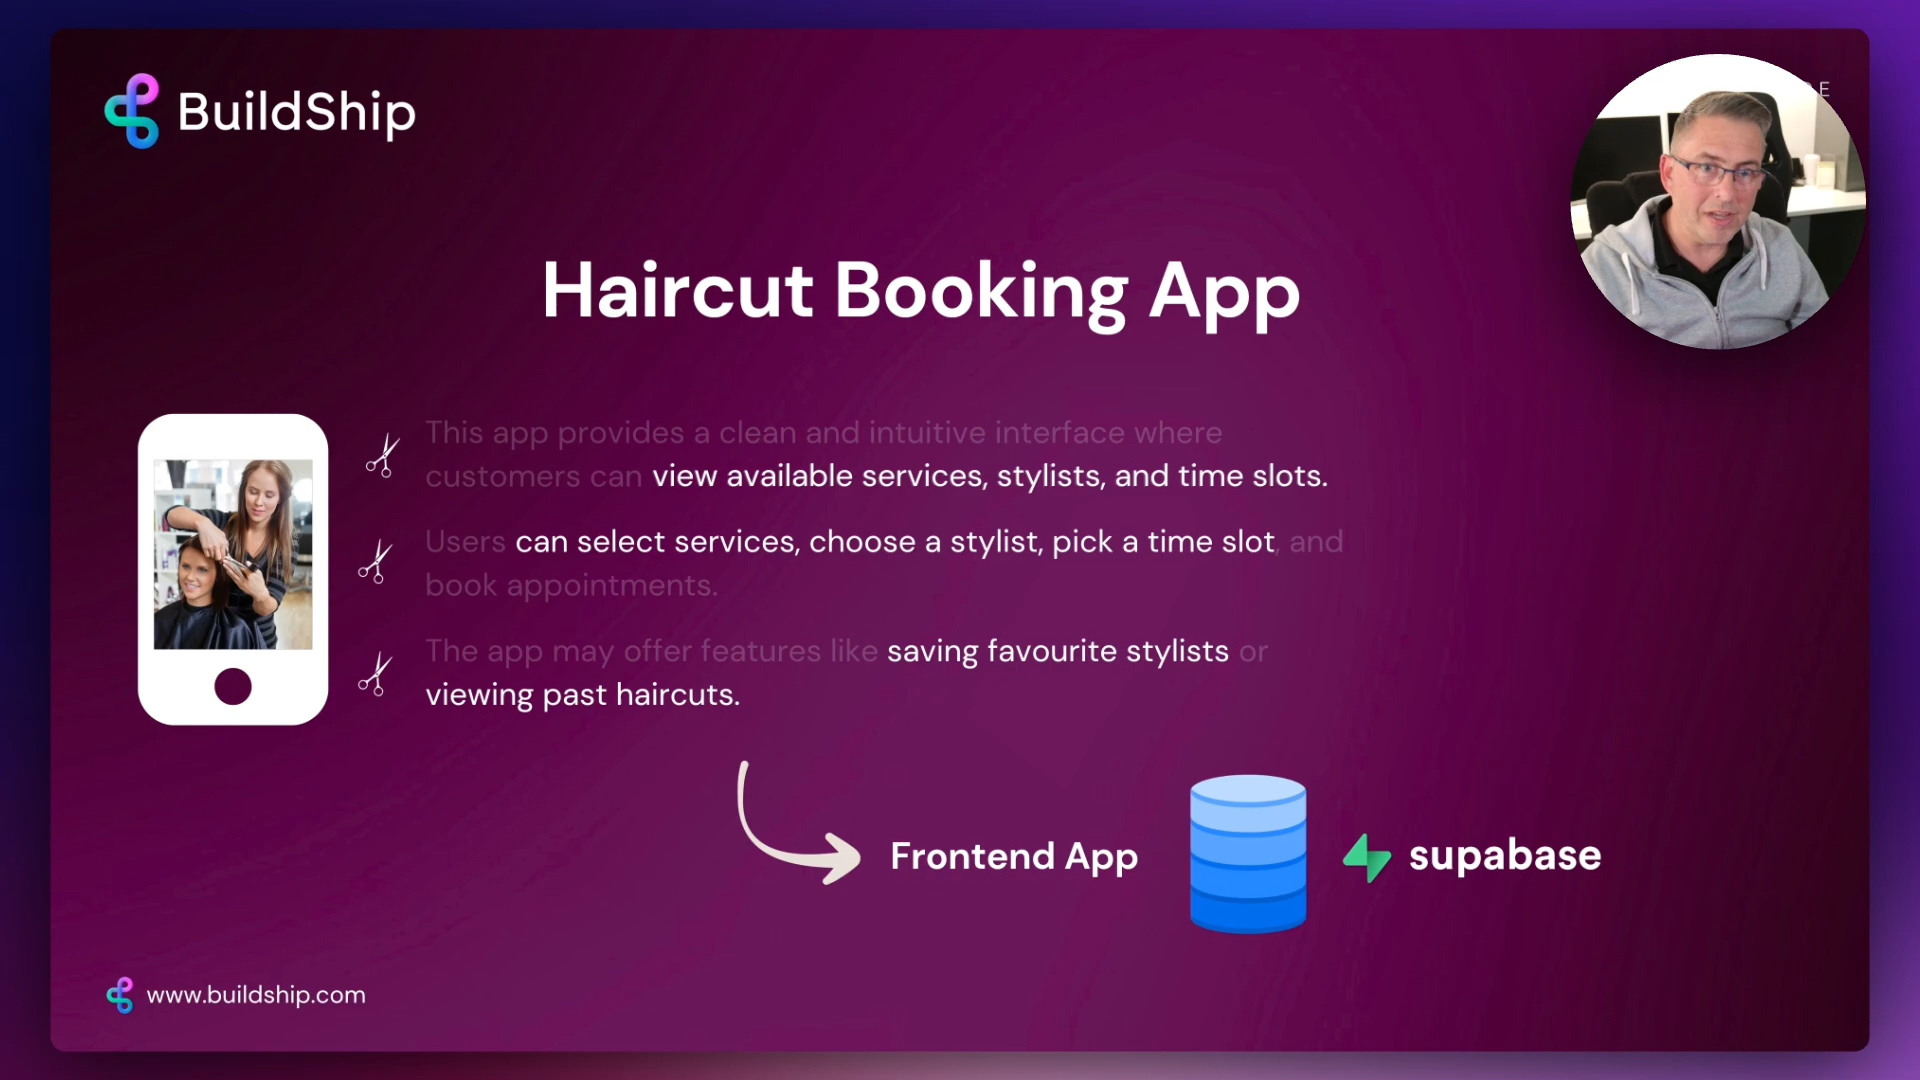 BuildShip
Haircut Booking App
This app provides a clean and intuitive interface where
customers can view available services, stylists, and time slots.
Users can select services, choose a stylist, pick a time slot, and
book appointments.
The app may offer features like saving favourite stylists or
viewing past haircuts.
Frontend App
supabase
www.buildship.com